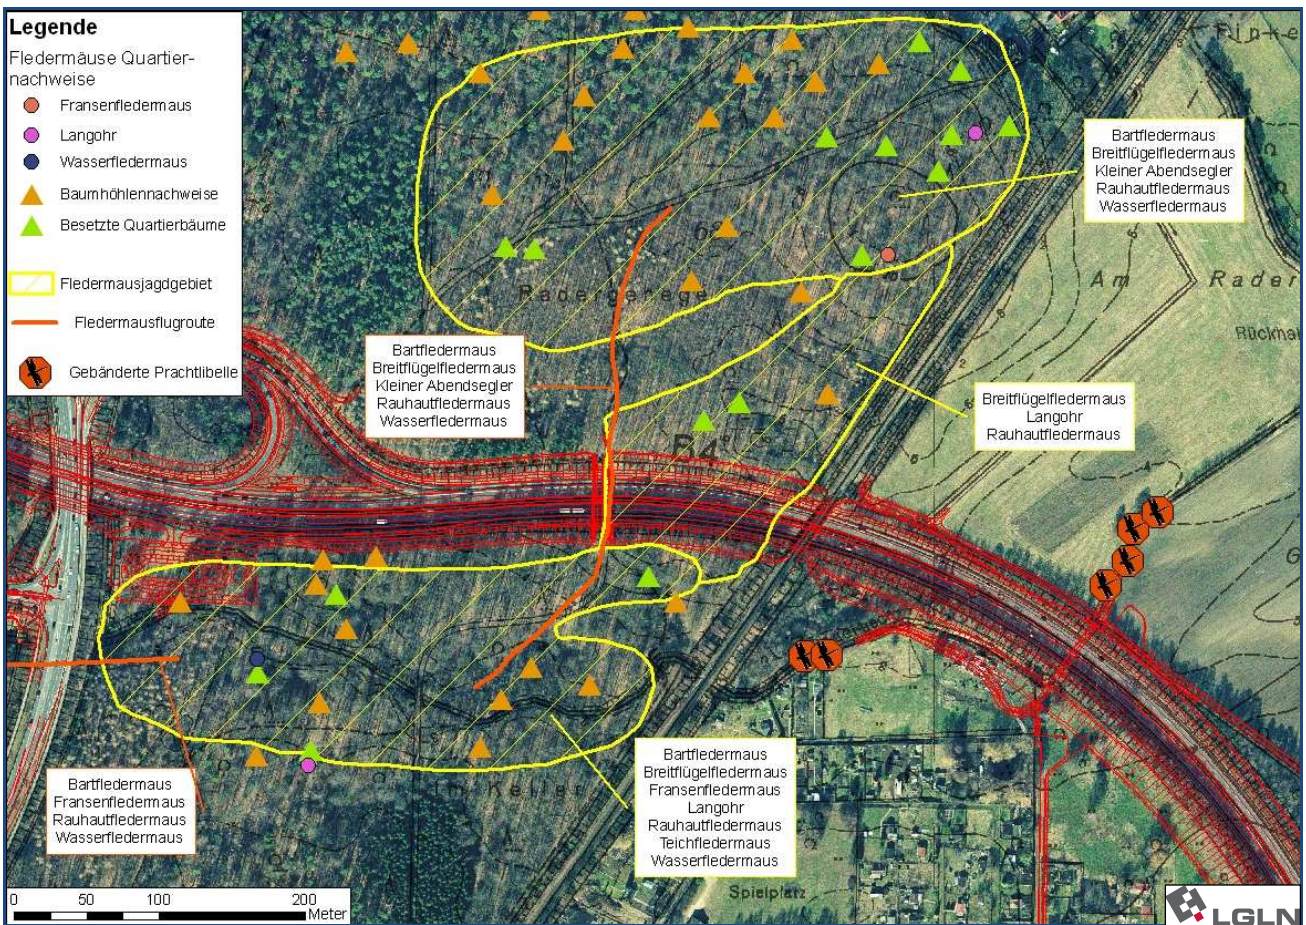 Legende
Fledermäuse Quartier-
nachweise
Fransenfledermaus
Langohr
Wasserfledermaus
Baumhöhlennachweise
Besetzte Quartierbäume
Fledermausjagdgebiet
Fledermausflugroute
Gebänderte Prachtlibelle
Bartfledermaus
Breitflügelfledermaus
Kleiner Abendsegler
Rauhautfledermaus
Wasserfledermaus
Am Rader
Bartfledermaus
Breitflügelfledermaus
Kleiner Abendsegler
Rauhautfledermaus
Wasserfledermaus
Breitflügelfledermaus
Langohr
Rauhautfledermaus
B4
Bartfledermaus
Fransenfledermaus
Rauhautfledermaus
Wasserfledermaus
Bartfledermaus
Breitflügelfledermaus
Fransenfledermaus
Langohr
Rauhautfledermaus
Teichfledermaus
Wasserfledermaus
Spielplatz
0 50 100 200
Meter
LGLN